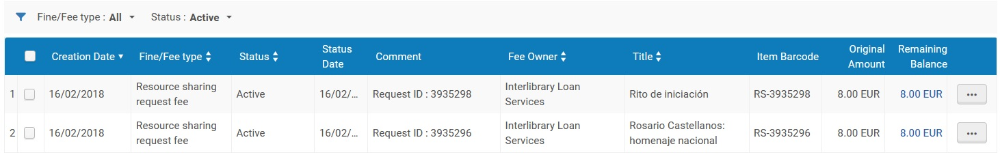 Fine/Fee type : All Status : Active
Creation Date Fine/Fee type Status Status Date Comment Fee Owner Title Item Barcode Original Amount Remaining Balance
1 16/02/2018 Resource sharing request fee Active 16/02/... Request ID : 3935298 Interlibrary Loan Services Rito de iniciación RS-3935298 8.00 EUR 8.00 EUR ...
2 16/02/2018 Resource sharing request fee Active 16/02/... Request ID : 3935296 Interlibrary Loan Services Rosario Castellanos: homenaje nacional RS-3935296 8.00 EUR 8.00 EUR ...